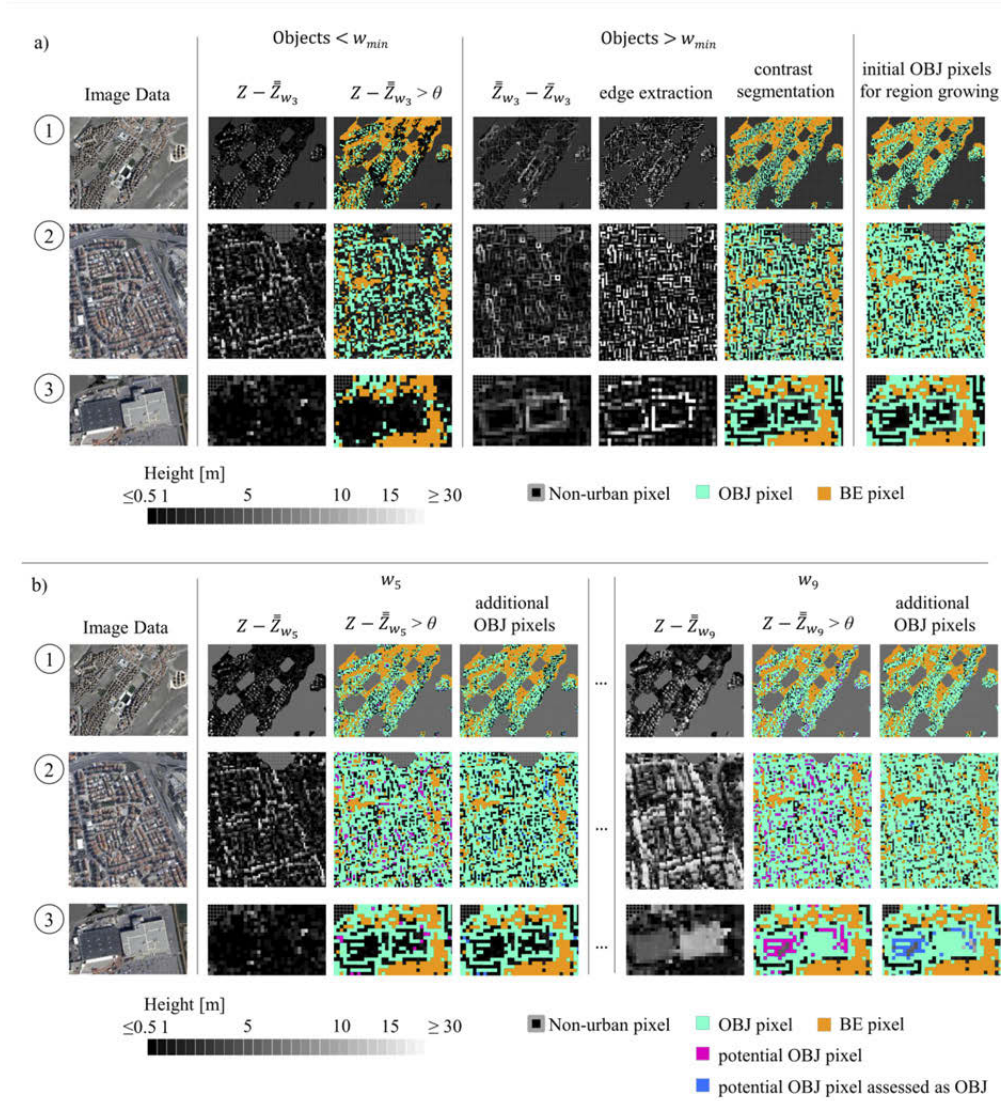 a)
Objects < w_min
Objects > w_min
Image Data
Z − Z̿_w₃
Z − Z̿_w₃ > θ
Z̿_w₃ − Z̄_w₃
edge extraction
contrast
segmentation
initial OBJ pixels
for region growing
1
2
3
Height [m]
≤0.5 1 5 10 15 ≥ 30
Non-urban pixel OBJ pixel BE pixel
b)
w₅
w₉
Image Data
Z − Z̿_w₅
Z − Z̿_w₅ > θ
additional
OBJ pixels
Z − Z̿_w₉
Z − Z̿_w₉ > θ
additional
OBJ pixels
1
...
2
...
3
...
Height [m]
≤0.5 1 5 10 15 ≥ 30
Non-urban pixel OBJ pixel BE pixel
potential OBJ pixel
potential OBJ pixel assessed as OBJ